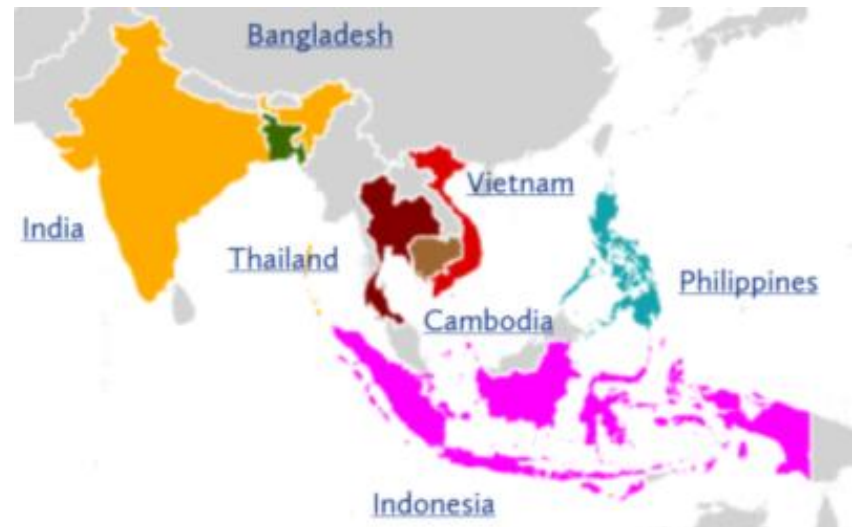 Bangladesh
Vietnam
India
Thailand
Philippines
Cambodia
Indonesia